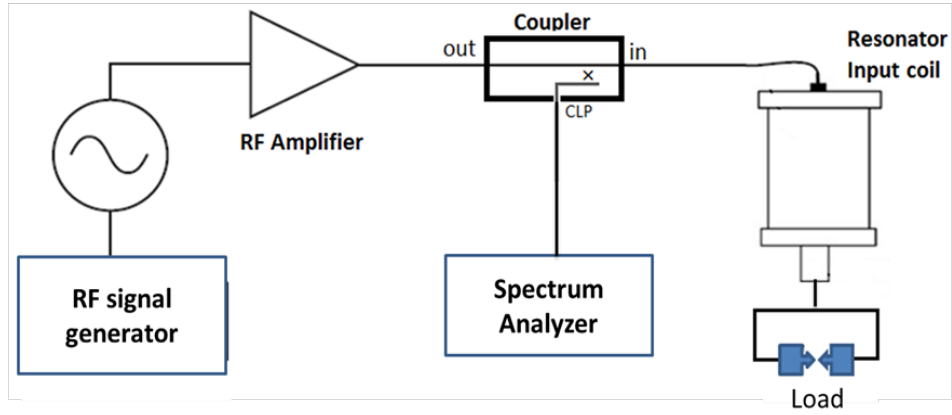 Coupler
out
in
×
CLP
Resonator
Input coil
RF Amplifier
RF signal
generator
Spectrum
Analyzer
Load